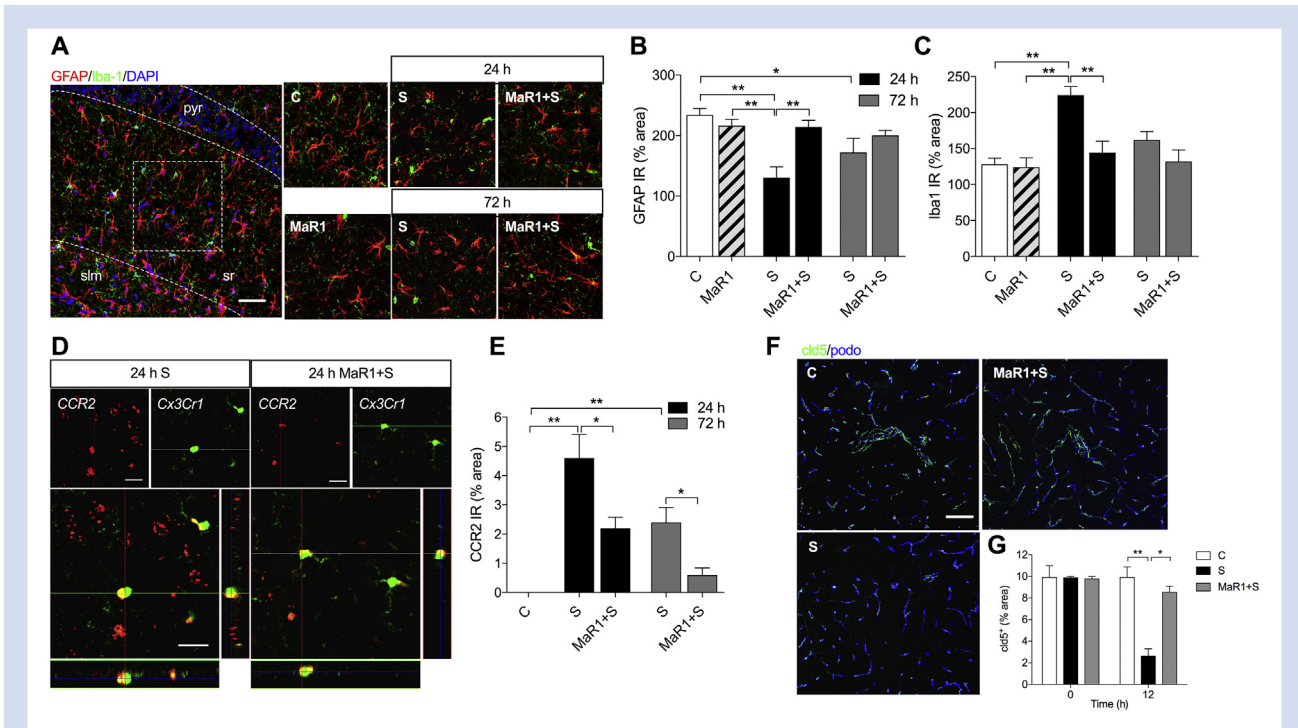 A
GFAP/Iba-1/DAPI
pyr
slm
sr
24 h
C
S
MaR1+S
72 h
MaR1
S
MaR1+S
B
24 h
72 h
GFAP IR (% area)
300
200
100
0
*
**
** **
C
MaR1
S
MaR1+S
S
MaR1+S
C
Iba1 IR (% area)
250
200
150
100
50
0
**
** **
C
MaR1
S
MaR1+S
S
MaR1+S
D
24 h S
24 h MaR1+S
CCR2
Cx3Cr1
CCR2
Cx3Cr1
E
24 h
72 h
CCR2 IR (% area)
6
5
4
3
2
1
0
**
** *
*
C
S
MaR1+S
S
MaR1+S
F
cld5/podo
C
MaR1+S
S
G
C
S
MaR1+S
cld5+ (% area)
12
10
8
6
4
2
0
** *
0 12
Time (h)